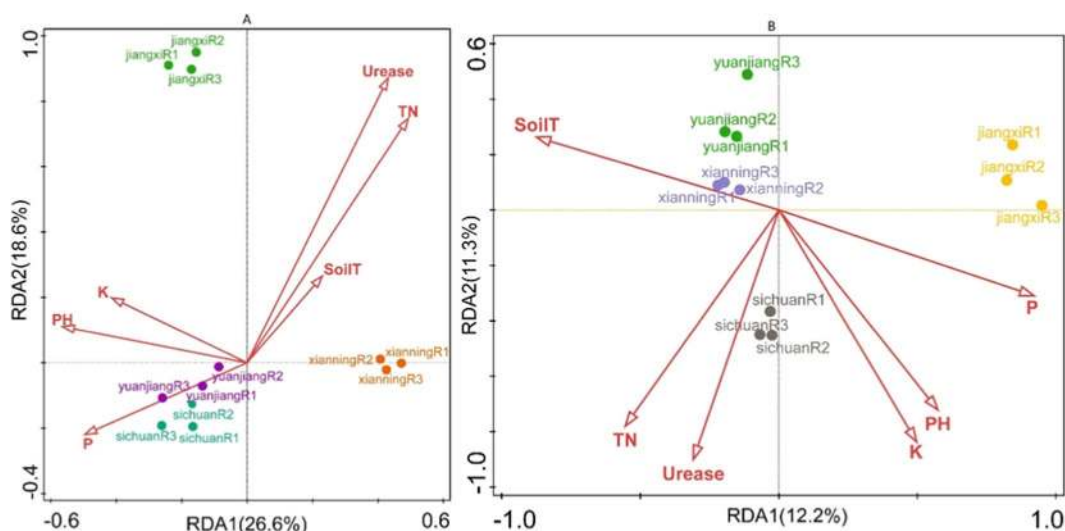 A
1.0
RDA2(18.6%)
-0.4
jiangxiR2
jiangxiR1
jiangxiR3
Urease
TN
SoilT
K
PH
xianningR2 xianningR1
xianningR3
yuanjiangR2
yuanjiangR3
yuanjiangR1
P
sichuanR2
sichuanR3 sichuanR1
-0.6
RDA1(26.6%)
0.6
B
0.6
RDA2(11.3%)
-1.0
yuanjiangR3
SoilT
yuanjiangR2
yuanjiangR1
jiangxiR1
jiangxiR2
jiangxiR3
xianningR3
xianningR1 xianningR2
P
sichuanR1
sichuanR3
sichuanR2
TN
Urease
PH
K
-1.0
RDA1(12.2%)
1.0